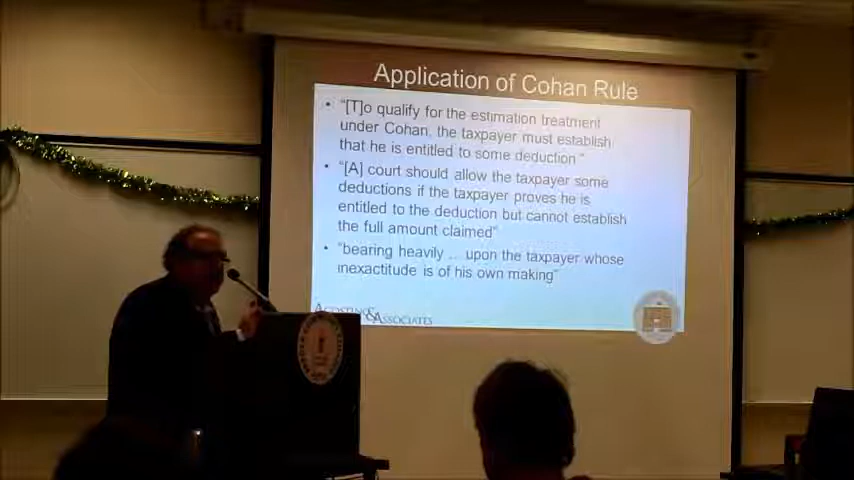 Application of Cohan Rule
• "[T]o qualify for the estimation treatment
under Cohan, the taxpayer must establish
that he is entitled to some deduction."
• "[A] court should allow the taxpayer some
deductions if the taxpayer proves he is
entitled to the deduction but cannot establish
the full amount claimed"
• "bearing heavily ... upon the taxpayer whose
inexactitude is of his own making"
AGOSTINO & ASSOCIATES